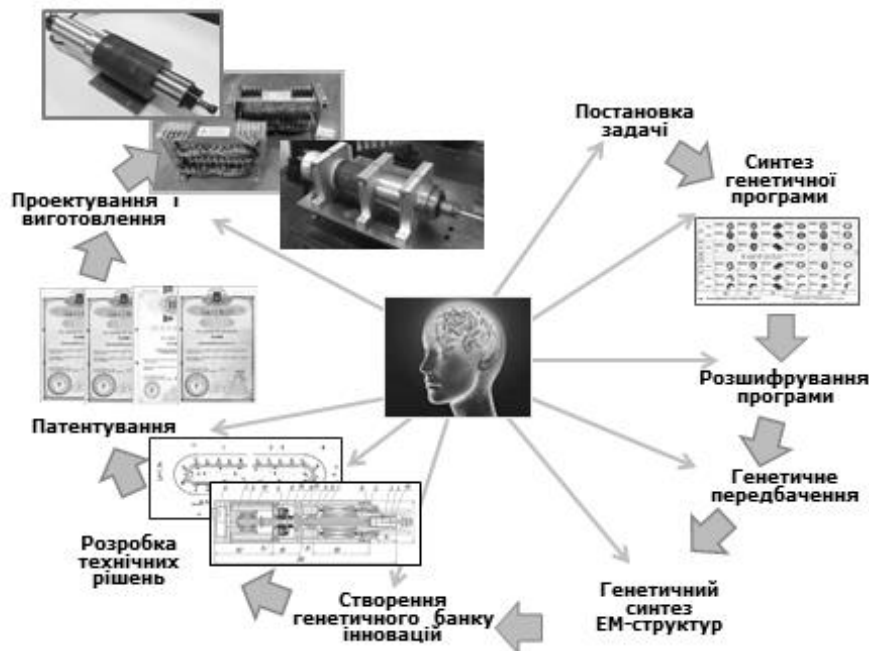 Постановка
задачі
Синтез
генетичної
програми
Розшифрування
програми
Генетичне
передбачення
Генетичний
синтез
ЕМ-структур
Створення
генетичного банку
інновацій
Розробка
технічних
рішень
Патентування
Проектування і
виготовлення